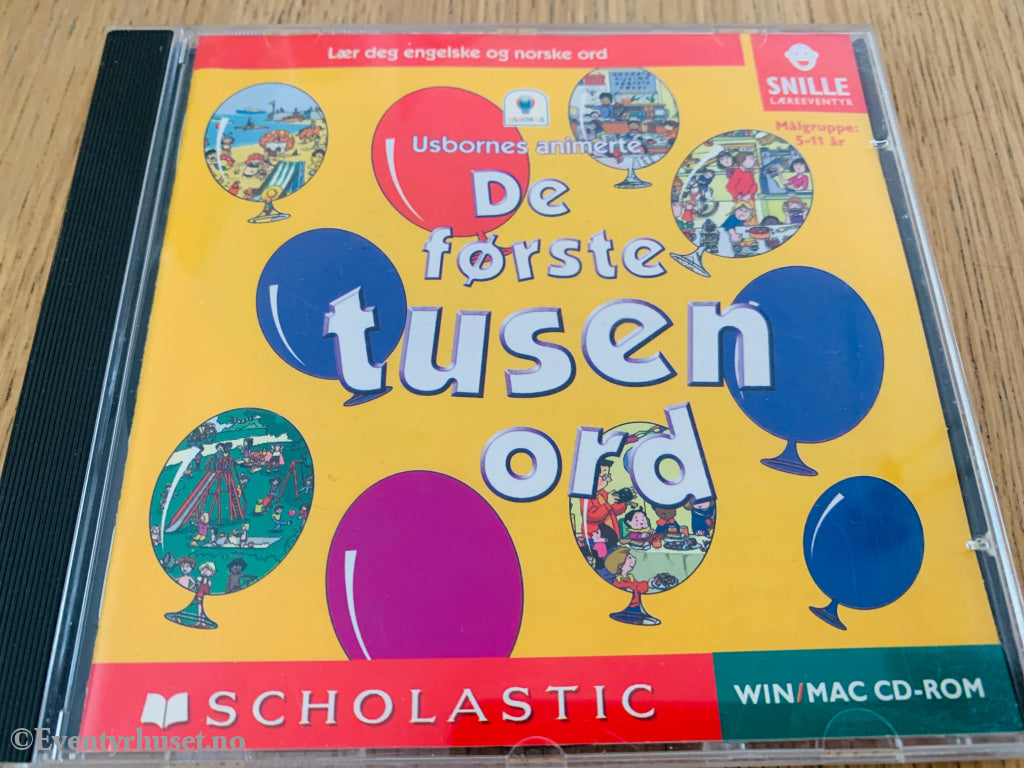 Lær deg engelske og norske ord
SNILLE
LÆREEVENTYR
Målgruppe:
5-11 år
USBORNE
Usbornes animerte
De
første
tusen
ord
SCHOLASTIC
WIN/MAC CD-ROM
©Eventyrhuset.no